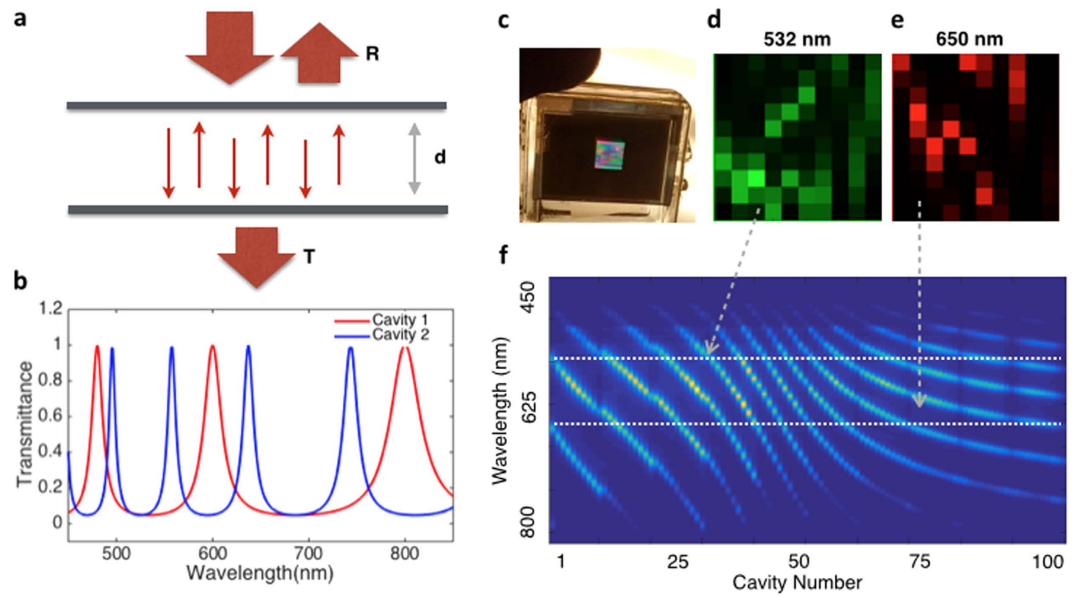 a
R
d
T
b
1.2
1
0.8
0.6
0.4
0.2
0
Transmittance
Cavity 1
Cavity 2
500
600
700
800
Wavelength(nm)
c
d
532 nm
e
650 nm
f
450
625
800
Wavelength (nm)
1
25
50
75
100
Cavity Number